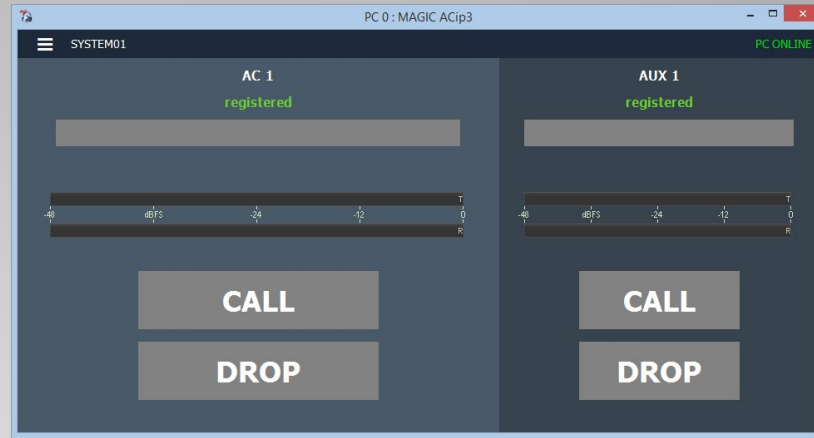 PC 0 : MAGIC ACip3
SYSTEM01
PC ONLINE
AC 1
registered
T
-48 dBFS -24 -12 0
R
CALL
DROP
AUX 1
registered
T
-48 dBFS -24 -12 0
R
CALL
DROP